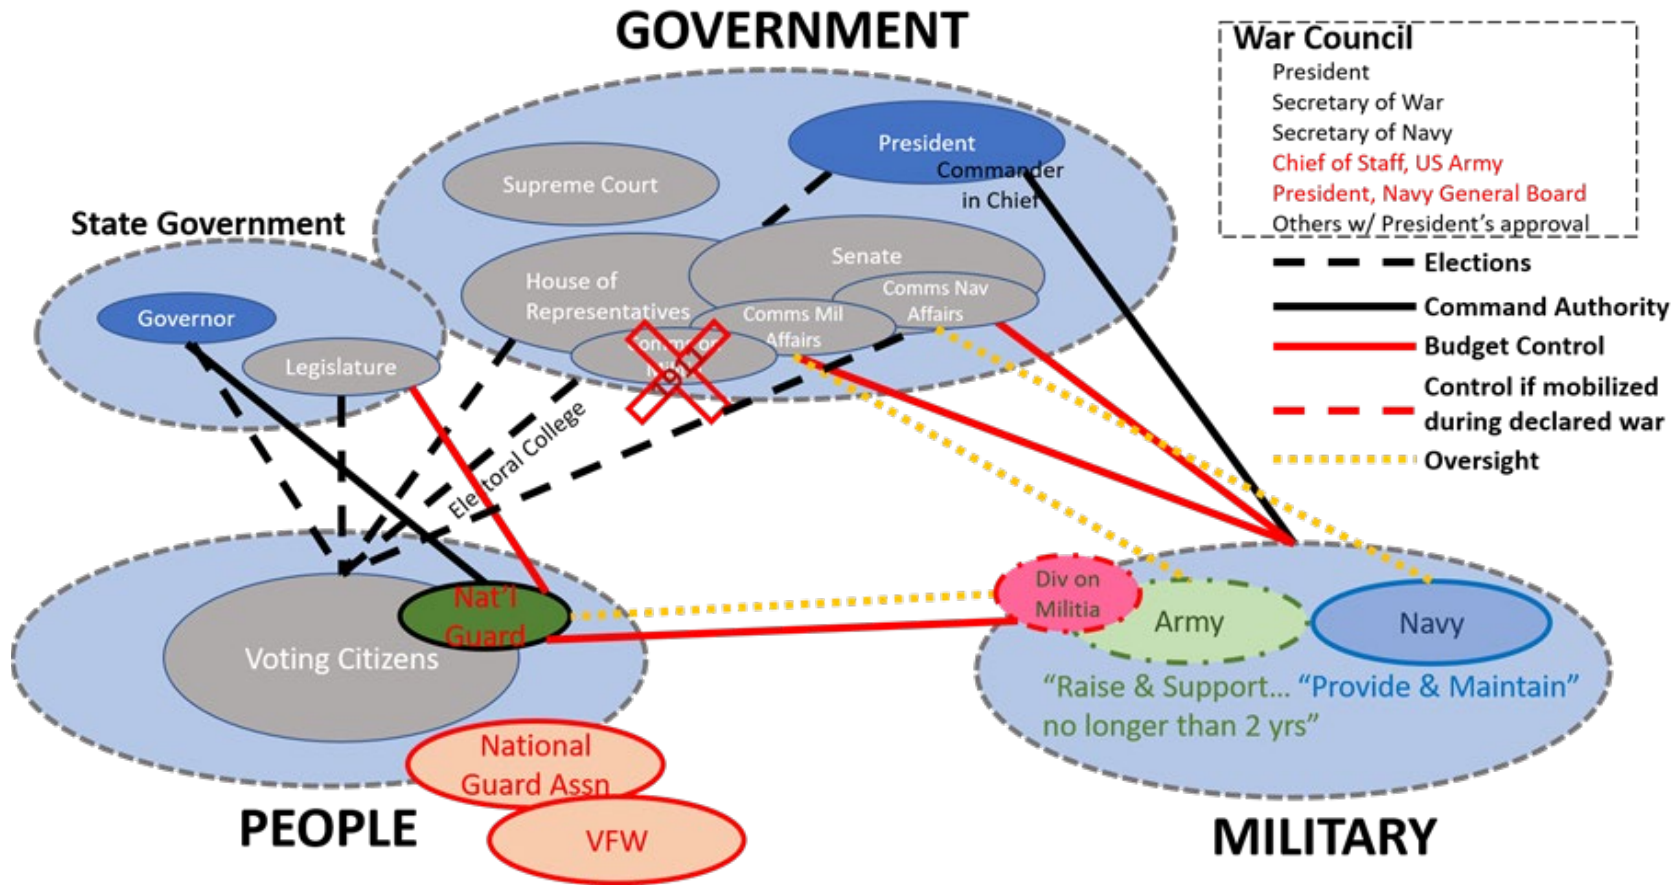 GOVERNMENT
War Council
President
Secretary of War
Secretary of Navy
Chief of Staff, US Army
President, Navy General Board
Others w/ President's approval
Elections
Command Authority
Budget Control
Control if mobilized
during declared war
Oversight
President
Commander
in Chief
Supreme Court
Senate
House of
Representatives
Comms Nav
Affairs
Comms Mil
Affairs
1911
State Government
Governor
Legislature
Electoral College
Nat'l
Guard
Voting Citizens
National
Guard Assn
VFW
PEOPLE
Div on
Militia
Army
Navy
“Raise & Support... “Provide & Maintain”
no longer than 2 yrs”
MILITARY